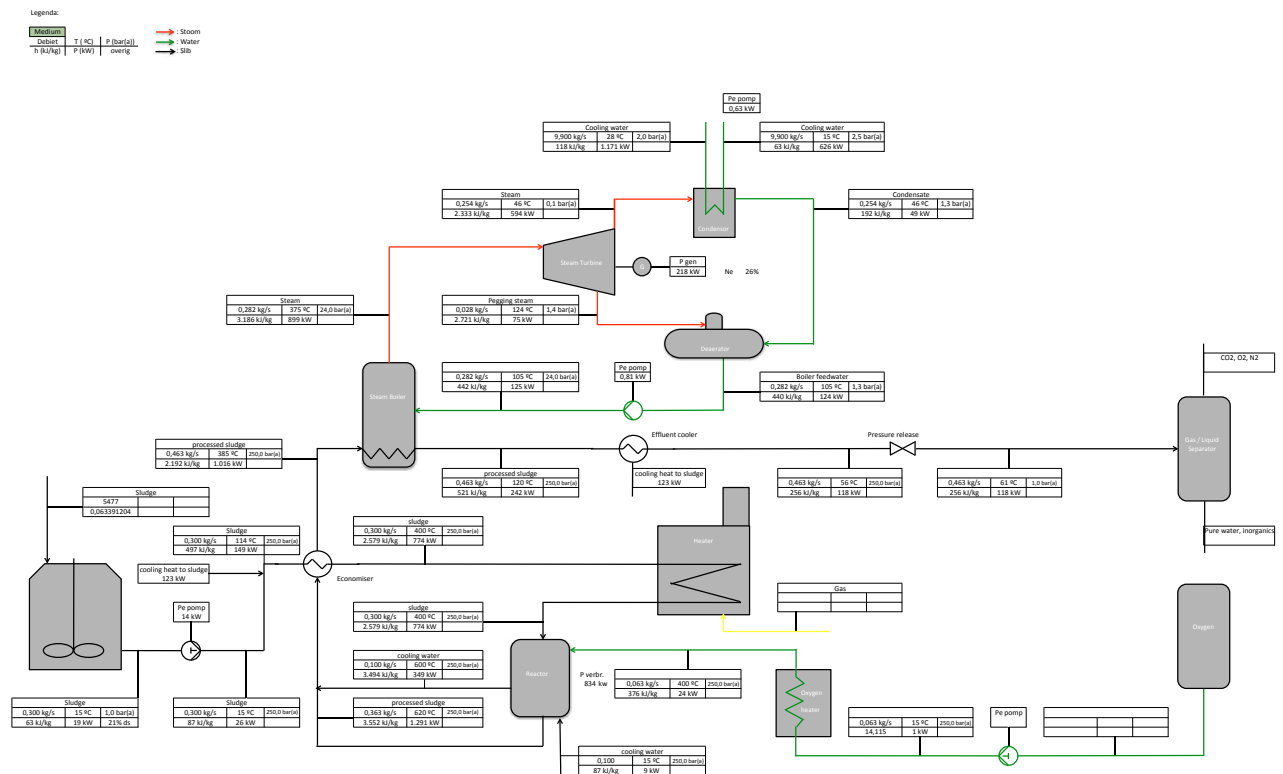 Legenda:
Medium
Debiet T ( ºC) P (bar(a))
h (kJ/kg) P (kW) overig
: Stoom
: Water
: Slib
Pe pomp
0,63 kW
Cooling water
9,900 kg/s 28 ºC 2,0 bar(a)
118 kJ/kg 1.171 kW
Cooling water
9,900 kg/s 15 ºC 2,5 bar(a)
63 kJ/kg 626 kW
Steam
0,254 kg/s 46 ºC 0,1 bar(a)
2.333 kJ/kg 594 kW
Condensor
Condensate
0,254 kg/s 46 ºC 1,3 bar(a)
192 kJ/kg 49 kW
Steam Turbine
G
P gen
218 kW
Ne 26%
Steam
0,282 kg/s 375 ºC 24,0 bar(a)
3.186 kJ/kg 899 kW
Pegging steam
0,028 kg/s 124 ºC 1,4 bar(a)
2.721 kJ/kg 75 kW
Deaerator
CO2, O2, N2
Steam Boiler
0,282 kg/s 105 ºC 24,0 bar(a)
442 kJ/kg 125 kW
Pe pomp
0,81 kW
Boiler feedwater
0,282 kg/s 105 ºC 1,3 bar(a)
440 kJ/kg 124 kW
processed sludge
0,463 kg/s 385 ºC 250,0 bar(a)
2.192 kJ/kg 1.016 kW
Effluent cooler
Pressure release
Gas / Liquid
Separator
processed sludge
0,463 kg/s 120 ºC 250,0 bar(a)
521 kJ/kg 242 kW
cooling heat to sludge
123 kW
0,463 kg/s 56 ºC 250,0 bar(a)
256 kJ/kg 118 kW
0,463 kg/s 61 ºC 1,0 bar(a)
256 kJ/kg 118 kW
Sludge
5477
0,063391204
Sludge
0,300 kg/s 114 ºC 250,0 bar(a)
497 kJ/kg 149 kW
sludge
0,300 kg/s 400 ºC 250,0 bar(a)
2.579 kJ/kg 774 kW
Heater
Pure water, inorganics
cooling heat to sludge
123 kW
Economiser
Gas
Pe pomp
14 kW
sludge
0,300 kg/s 400 ºC 250,0 bar(a)
2.579 kJ/kg 774 kW
Oxygen
cooling water
0,100 kg/s 600 ºC 250,0 bar(a)
3.494 kJ/kg 349 kW
Reactor
P verbr.
834 kw
0,063 kg/s 400 ºC 250,0 bar(a)
376 kJ/kg 24 kW
Oxygen
heater
Sludge
0,300 kg/s 15 ºC 1,0 bar(a)
63 kJ/kg 19 kW 21% ds
Sludge
0,300 kg/s 15 ºC 250,0 bar(a)
87 kJ/kg 26 kW
processed sludge
0,363 kg/s 620 ºC 250,0 bar(a)
3.552 kJ/kg 1.291 kW
0,063 kg/s 15 ºC 250,0 bar(a)
14,115 1 kW
Pe pomp
cooling water
0,100 15 ºC 250,0 bar(a)
87 kJ/kg 9 kW